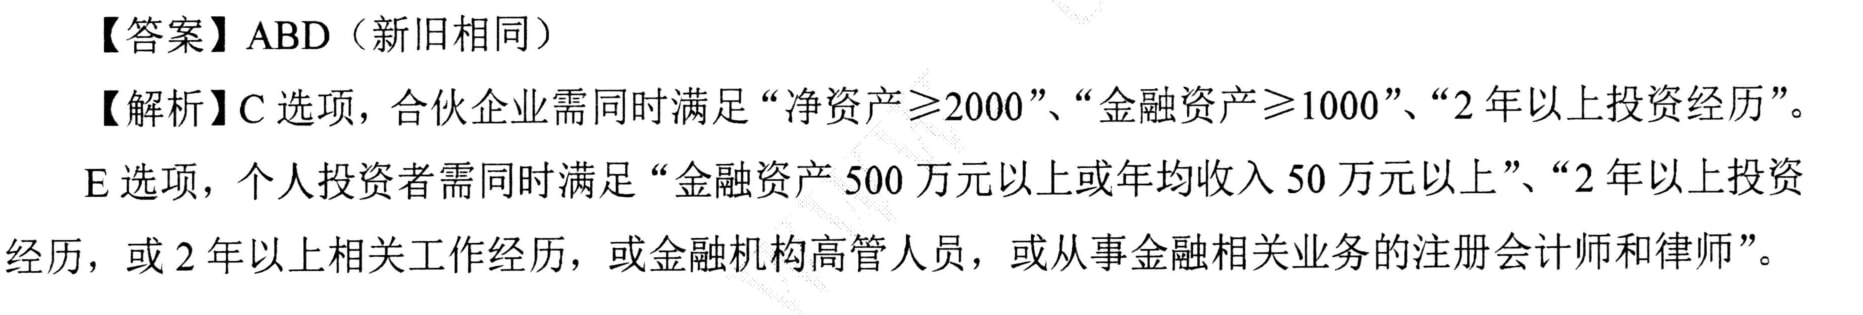 【答案】ABD（新旧相同）
【解析】C 选项，合伙企业需同时满足“净资产≥2000”、“金融资产≥1000”、“2 年以上投资经历”。
E 选项，个人投资者需同时满足“金融资产 500 万元以上或年均收入 50 万元以上”、“2 年以上投资
经历，或 2 年以上相关工作经历，或金融机构高管人员，或从事金融相关业务的注册会计师和律师”。